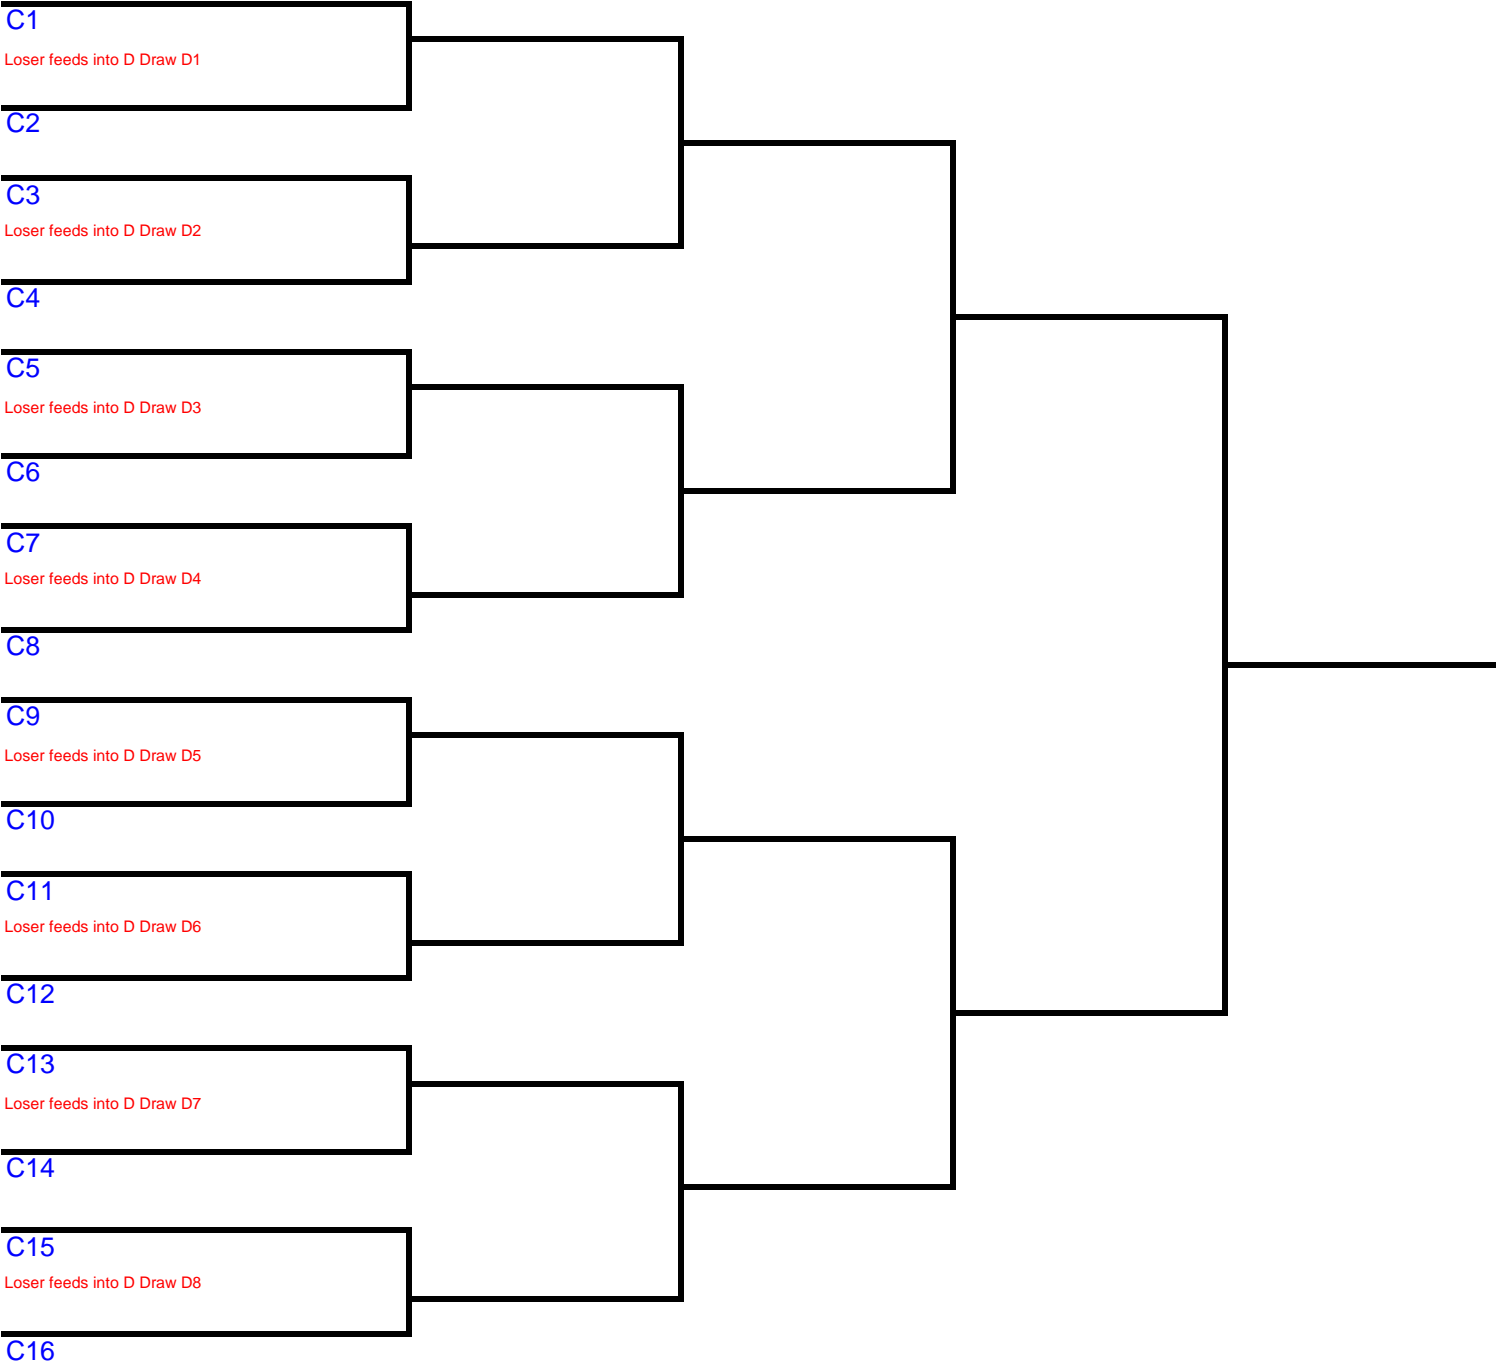 C1
Loser feeds into D Draw D1
C2
C3
Loser feeds into D Draw D2
C4
C5
Loser feeds into D Draw D3
C6
C7
Loser feeds into D Draw D4
C8
C9
Loser feeds into D Draw D5
C10
C11
Loser feeds into D Draw D6
C12
C13
Loser feeds into D Draw D7
C14
C15
Loser feeds into D Draw D8
C16